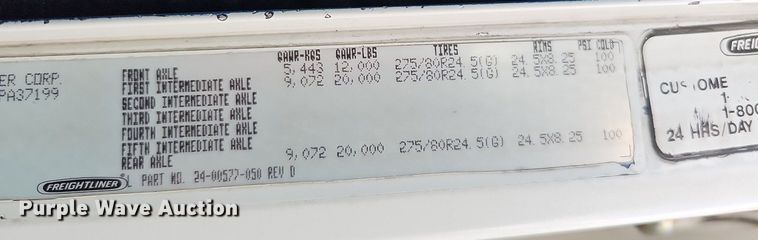 GAWR-KGS GAWR-LBS TIRES RIMS PSI COLD
ER CORP. FRONT AXLE 5,443 12,000 275/80R24.5(G) 24.5X8.25 100
PA37199 FIRST INTERMEDIATE AXLE 9,072 20,000 275/80R24.5(G) 24.5X8.25 100
SECOND INTERMEDIATE AXLE
THIRD INTERMEDIATE AXLE
FOURTH INTERMEDIATE AXLE
FIFTH INTERMEDIATE AXLE
REAR AXLE 9,072 20,000 275/80R24.5(G) 24.5X8.25 100
FREIGHTLINER PART NO. 24-00577-050 REV D
FREI
CUS OME
1
1-800
24 HRS/DAY
Purple Wave Auction